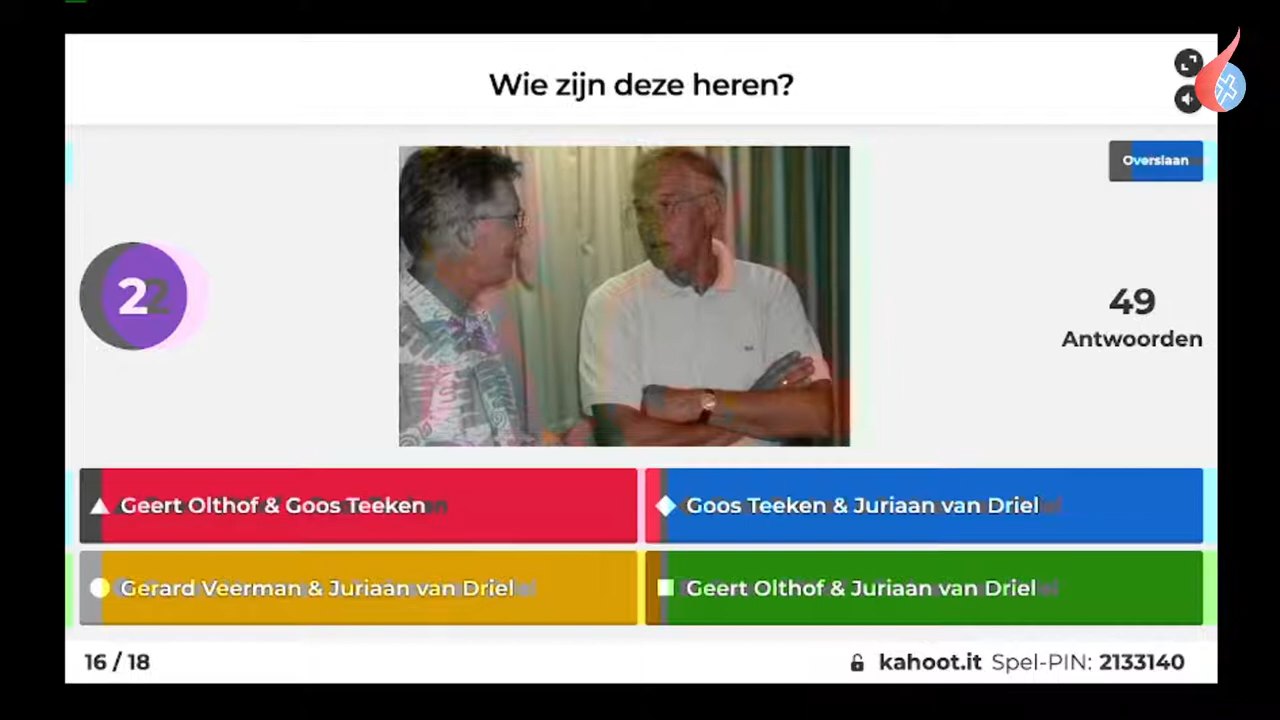 Wie zijn deze heren?
Overslaan
2
49
Antwoorden
Geert Olthof & Goos Teeken
Goos Teeken & Juriaan van Driel
Gerard Veerman & Juriaan van Driel
Geert Olthof & Juriaan van Driel
16 / 18
kahoot.it Spel-PIN: 2133140